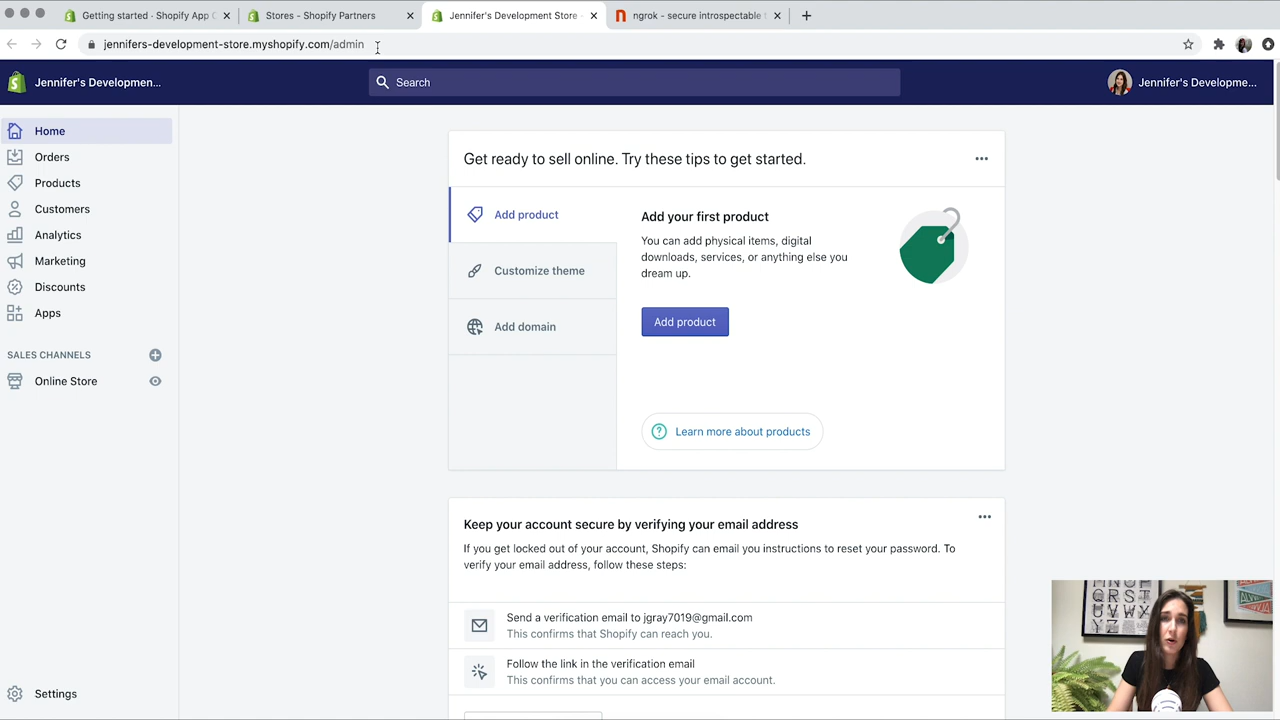 Getting started · Shopify App
Stores - Shopify Partners
Jennifer's Development Store
ngrok - secure introspectable
jennifers-development-store.myshopify.com/admin
Jennifer's Developmen...
Search
Jennifer's Developme...
Home
Orders
Products
Customers
Analytics
Marketing
Discounts
Apps
SALES CHANNELS
Online Store
Settings
Get ready to sell online. Try these tips to get started.
Add product
Customize theme
Add domain
Add your first product
You can add physical items, digital
downloads, services, or anything else you
dream up.
Add product
Learn more about products
Keep your account secure by verifying your email address
If you get locked out of your account, Shopify can email you instructions to reset your password. To
verify your email address, follow these steps:
Send a verification email to jgray7019@gmail.com
This confirms that Shopify can reach you.
Follow the link in the verification email
This confirms that you can access your email account.